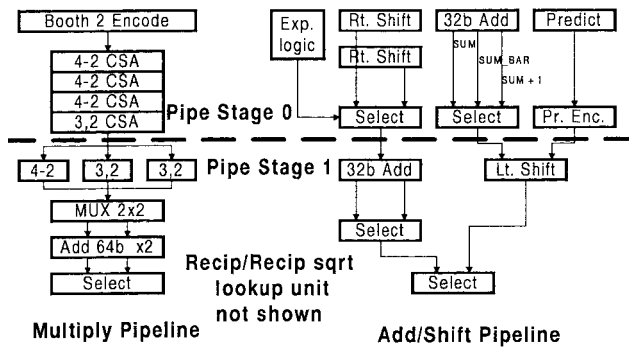 Booth 2 Encode
4-2 CSA
4-2 CSA
4-2 CSA
3,2 CSA
Exp.
logic
Rt. Shift
Rt. Shift
32b Add
Predict
SUM
SUM_BAR
SUM + 1
Pipe Stage 0
Select
Select
Pr. Enc.
4-2
3,2
3,2
Pipe Stage 1
32b Add
Lt. Shift
MUX 2x2
Add 64b x2
Select
Select
Select
Recip/Recip sqrt
lookup unit
not shown
Multiply Pipeline
Add/Shift Pipeline